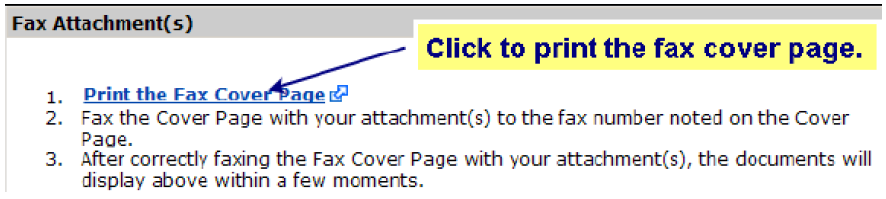 Fax Attachment(s)
Click to print the fax cover page.
1. Print the Fax Cover Page
2. Fax the Cover Page with your attachment(s) to the fax number noted on the Cover
Page.
3. After correctly faxing the Fax Cover Page with your attachment(s), the documents will
display above within a few moments.